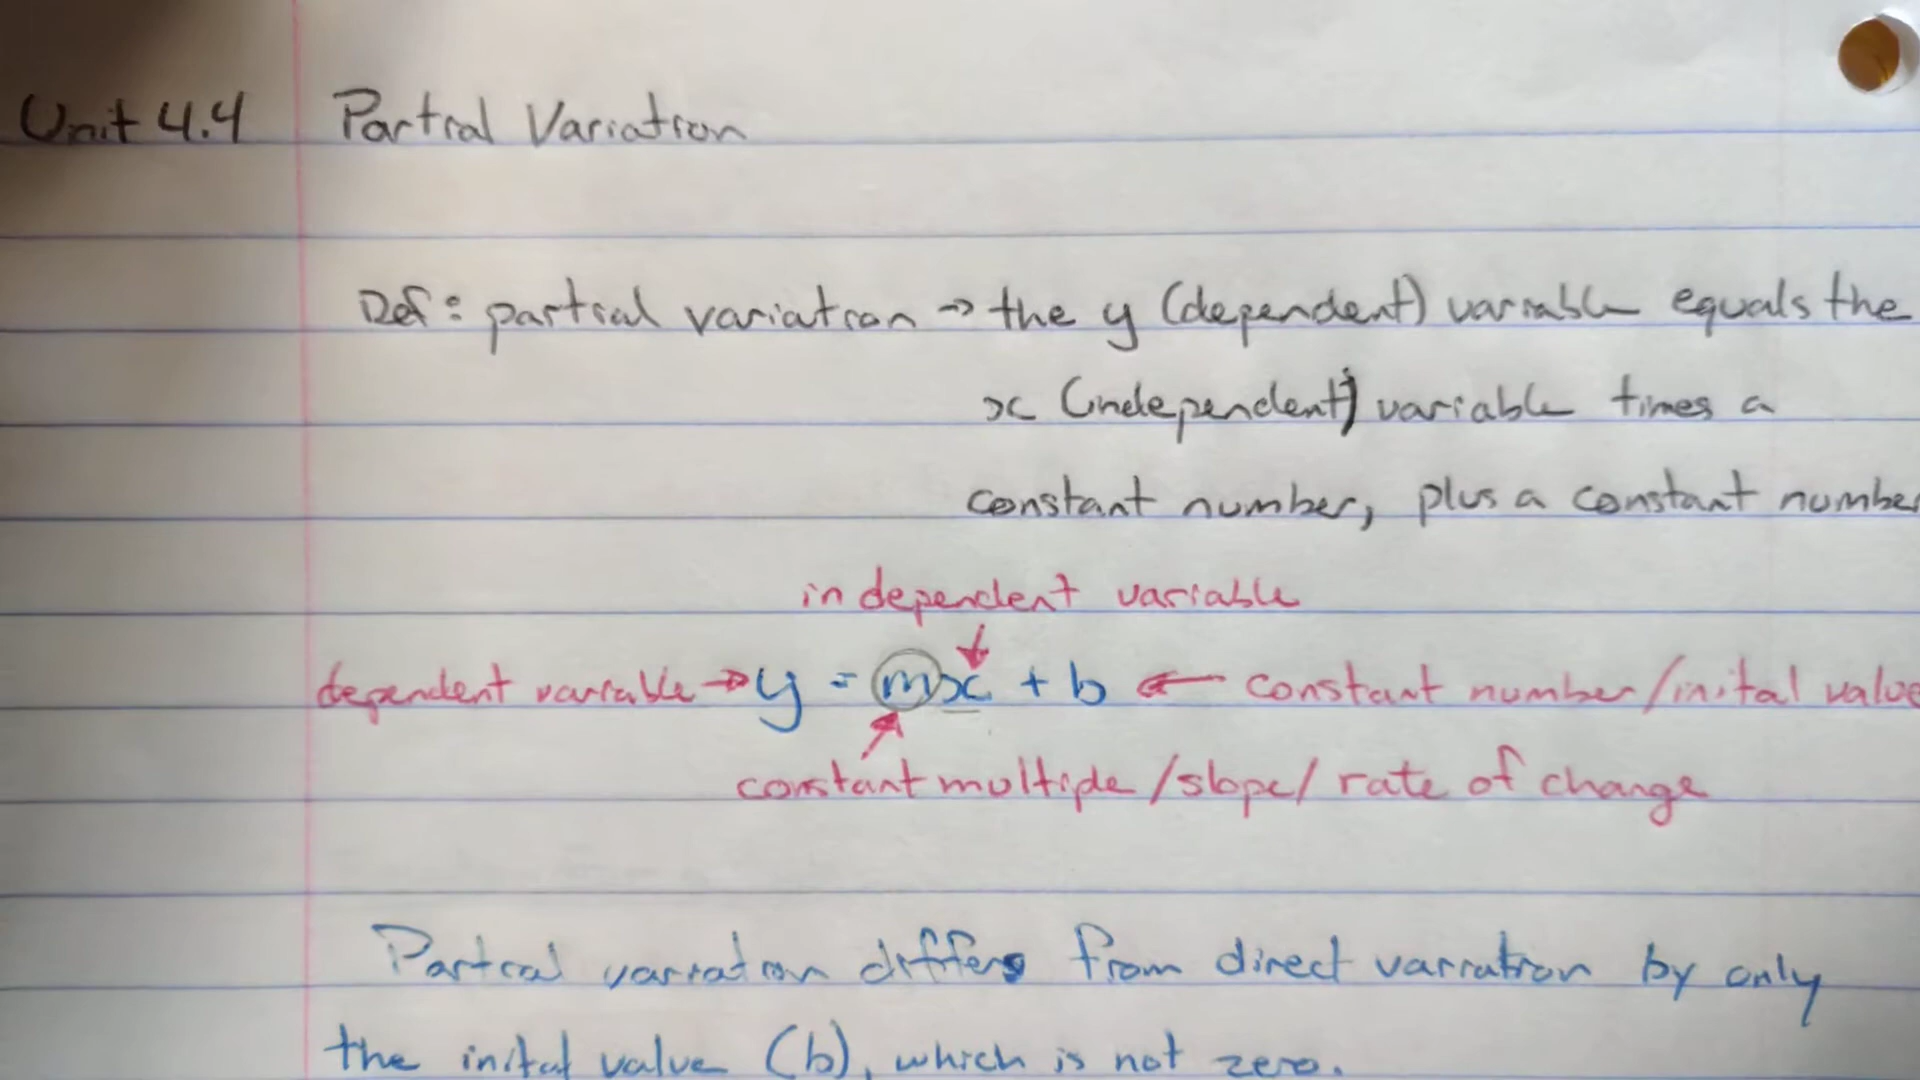 Unit 4.4 Partial Variation
Def: partial variation → the y (dependent) variable equals the
x (independent) variable times a
constant number, plus a constant number
independent variable
↓
dependent variable → y = mx + b ← constant number/inital value
↗
constant multiple/slope/rate of change
Partial variation differs from direct variation by only
the inital value (b), which is not zero.